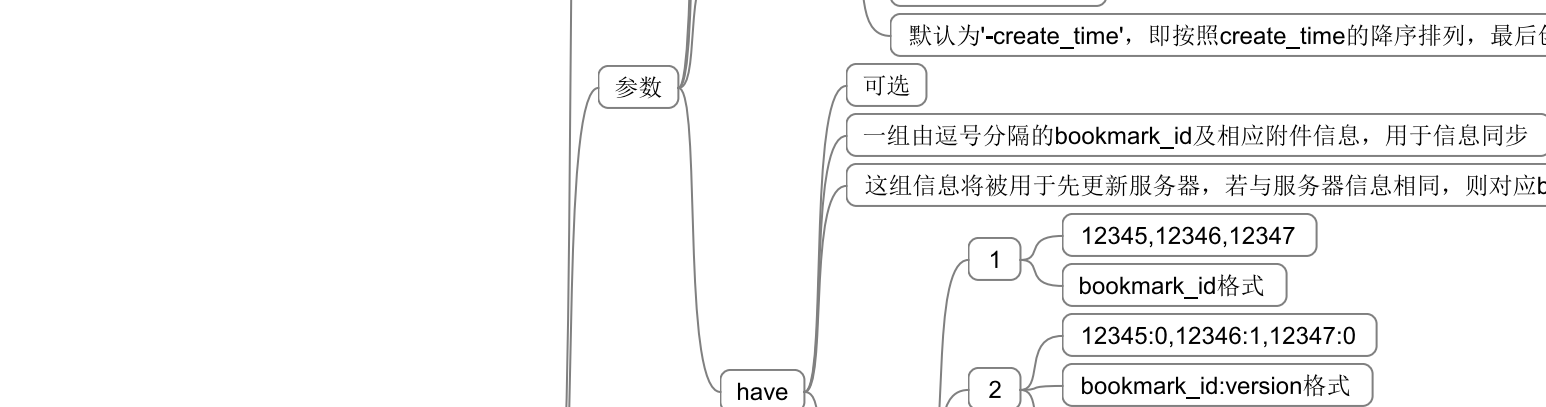 默认为'-create_time'，即按照create_time的降序排列，最后
参数
可选
一组由逗号分隔的bookmark_id及相应附件信息，用于信息同步
这组信息将被用于先更新服务器，若与服务器信息相同，则对应b
1
12345,12346,12347
bookmark_id格式
2
12345:0,12346:1,12347:0
bookmark_id:version格式
have